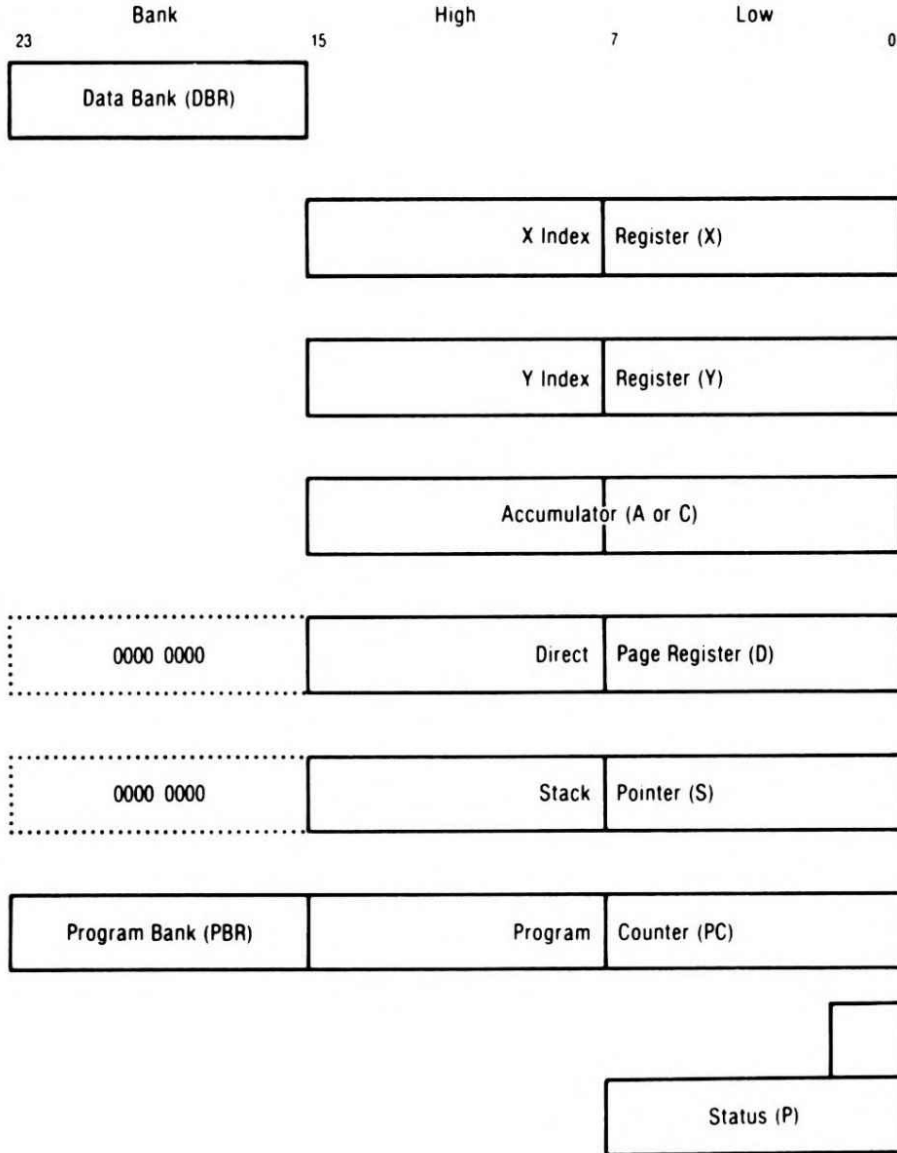 Bank High Low
23 15 7 0
Data Bank (DBR)
X Index Register (X)
Y Index Register (Y)
Accumulator (A or C)
0000 0000 Direct Page Register (D)
0000 0000 Stack Pointer (S)
Program Bank (PBR) Program Counter (PC)
Status (P)